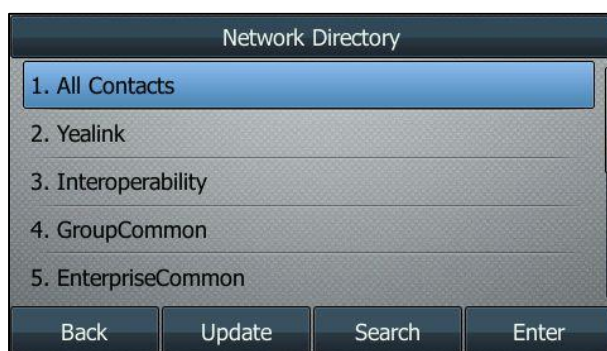 Network Directory
1. All Contacts
2. Yealink
3. Interoperability
4. GroupCommon
5. EnterpriseCommon
Back Update Search Enter